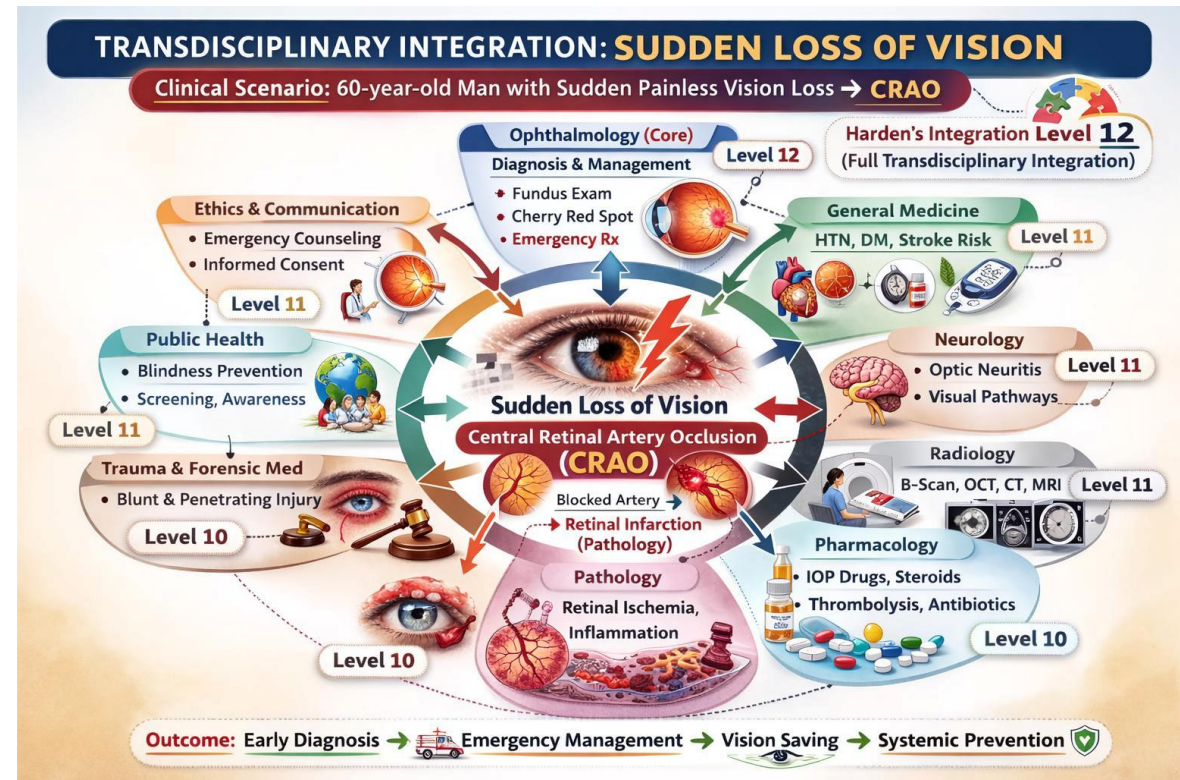 TRANSDISCIPLINARY INTEGRATION: SUDDEN LOSS OF VISION
Clinical Scenario: 60-year-old Man with Sudden Painless Vision Loss → CRAO
Harden's Integration Level 12
(Full Transdisciplinary Integration)
Ophthalmology (Core)
Diagnosis & Management
Level 12
• Fundus Exam
• Cherry Red Spot
• Emergency Rx
Ethics & Communication
• Emergency Counseling
• Informed Consent
Level 11
General Medicine
HTN, DM, Stroke Risk
Level 11
Public Health
• Blindness Prevention
• Screening, Awareness
Level 11
Neurology
• Optic Neuritis
• Visual Pathways
Level 11
Sudden Loss of Vision
Central Retinal Artery Occlusion
(CRAO)
Blocked Artery →
→ Retinal Infarction
(Pathology)
Trauma & Forensic Med
• Blunt & Penetrating Injury
Level 10
Radiology
B-Scan, OCT, CT, MRI
Level 11
Pharmacology
• IOP Drugs, Steroids
• Thrombolysis, Antibiotics
Level 10
Pathology
Retinal Ischemia,
Inflammation
Level 10
Outcome: Early Diagnosis → Emergency Management → Vision Saving → Systemic Prevention